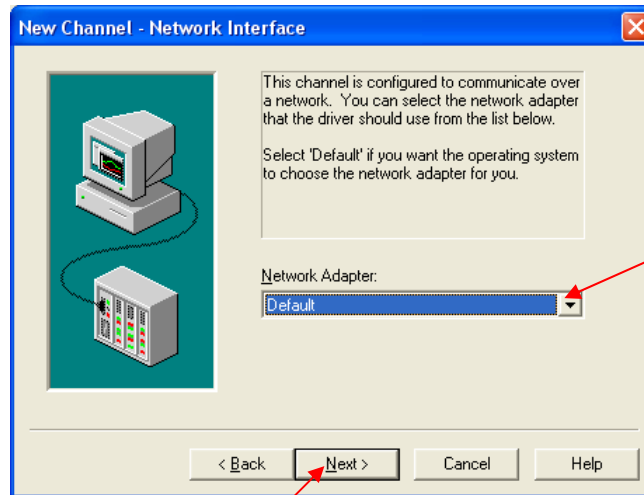 New Channel - Network Interface
This channel is configured to communicate over
a network. You can select the network adapter
that the driver should use from the list below.
Select 'Default' if you want the operating system
to choose the network adapter for you.
Network Adapter:
Default
< Back Next > Cancel Help